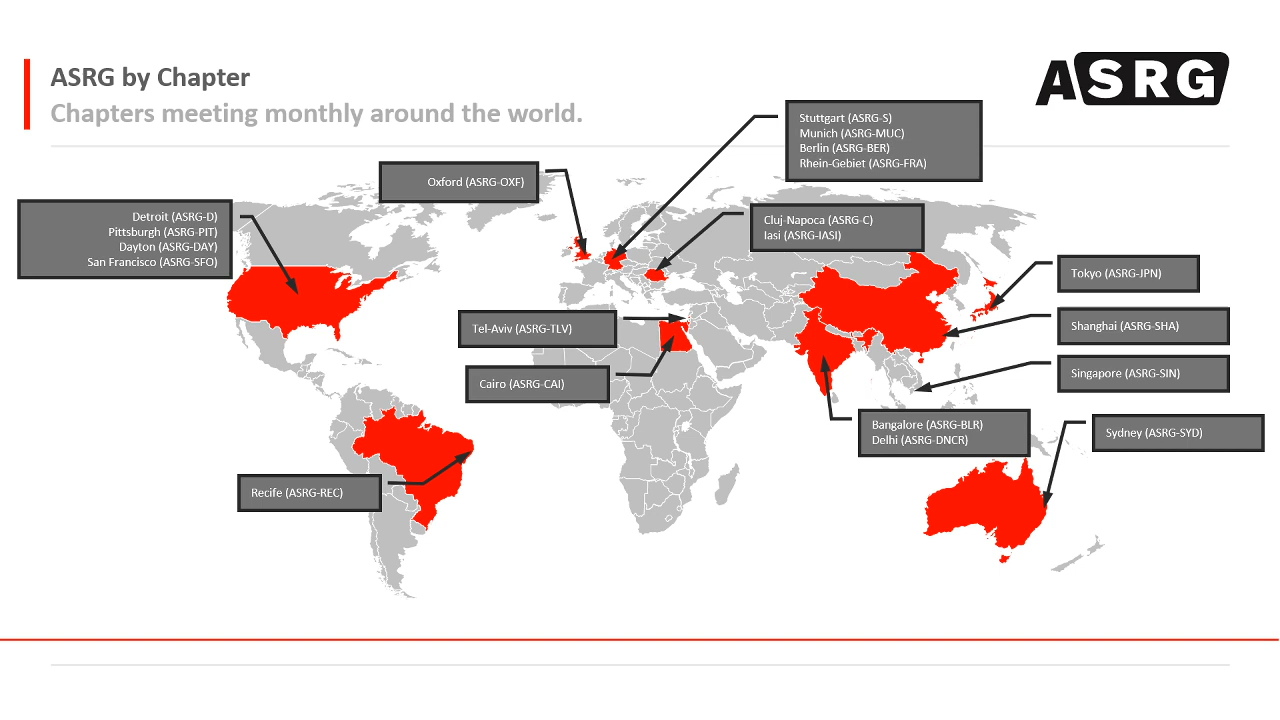 ASRG by Chapter
Chapters meeting monthly around the world.
ASRG
Stuttgart (ASRG-S)
Munich (ASRG-MUC)
Berlin (ASRG-BER)
Rhein-Gebiet (ASRG-FRA)
Oxford (ASRG-OXF)
Detroit (ASRG-D)
Pittsburgh (ASRG-PIT)
Dayton (ASRG-DAY)
San Francisco (ASRG-SFO)
Cluj-Napoca (ASRG-C)
Iasi (ASRG-IASI)
Tokyo (ASRG-JPN)
Tel-Aviv (ASRG-TLV)
Shanghai (ASRG-SHA)
Cairo (ASRG-CAI)
Singapore (ASRG-SIN)
Bangalore (ASRG-BLR)
Delhi (ASRG-DNCR)
Sydney (ASRG-SYD)
Recife (ASRG-REC)